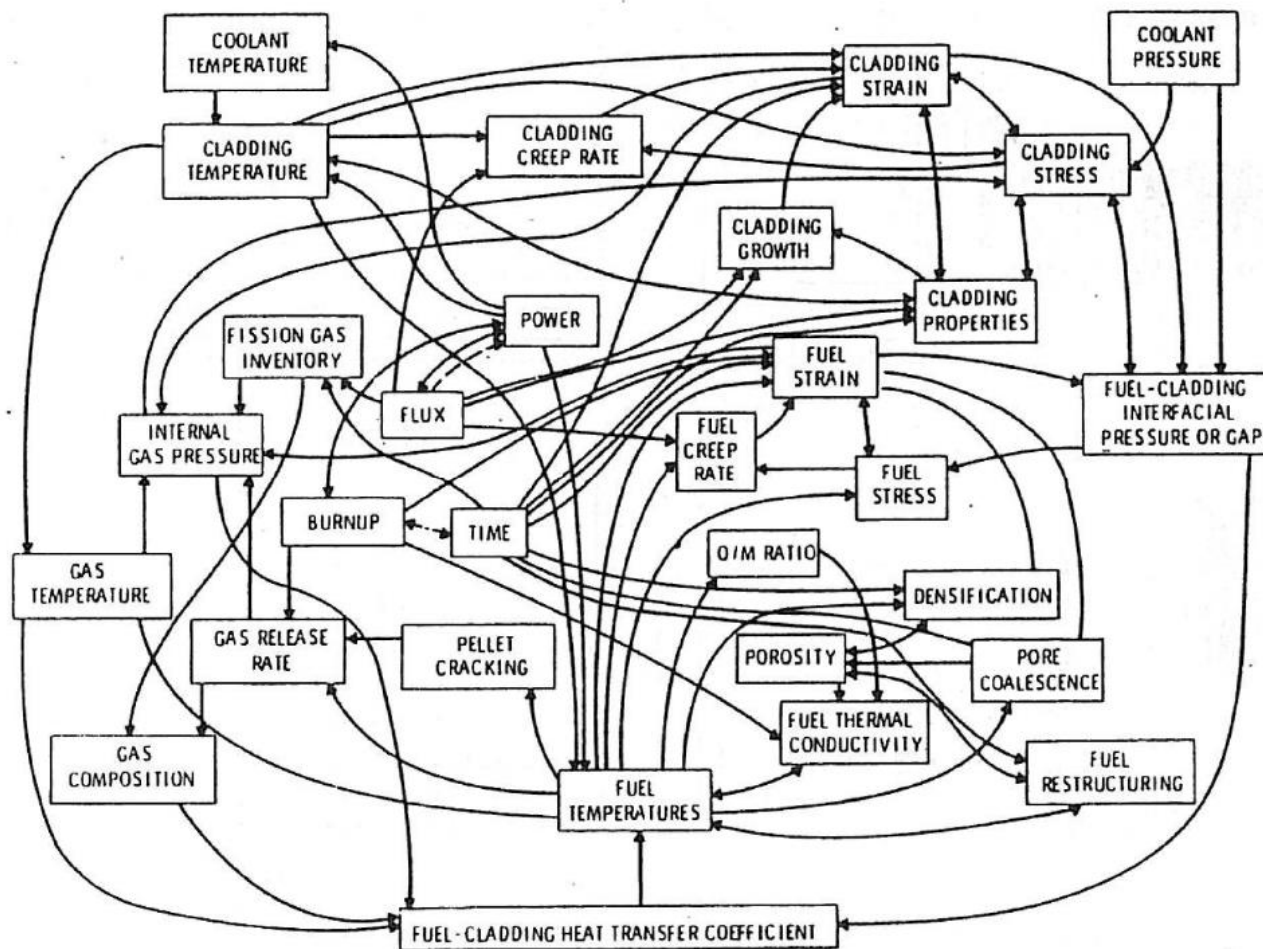 COOLANT
TEMPERATURE
CLADDING
STRAIN
COOLANT
PRESSURE
CLADDING
TEMPERATURE
CLADDING
CREEP RATE
CLADDING
STRESS
CLADDING
GROWTH
CLADDING
PROPERTIES
POWER
FISSION GAS
INVENTORY
FUEL
STRAIN
FUEL-CLADDING
INTERFACIAL
PRESSURE OR GAP
FLUX
INTERNAL
GAS PRESSURE
FUEL
CREEP
RATE
FUEL
STRESS
BURNUP
TIME
O/M RATIO
GAS
TEMPERATURE
DENSIFICATION
GAS RELEASE
RATE
PELLET
CRACKING
POROSITY
PORE
COALESCENCE
FUEL THERMAL
CONDUCTIVITY
GAS
COMPOSITION
FUEL
TEMPERATURES
FUEL
RESTRUCTURING
FUEL-CLADDING HEAT TRANSFER COEFFICIENT